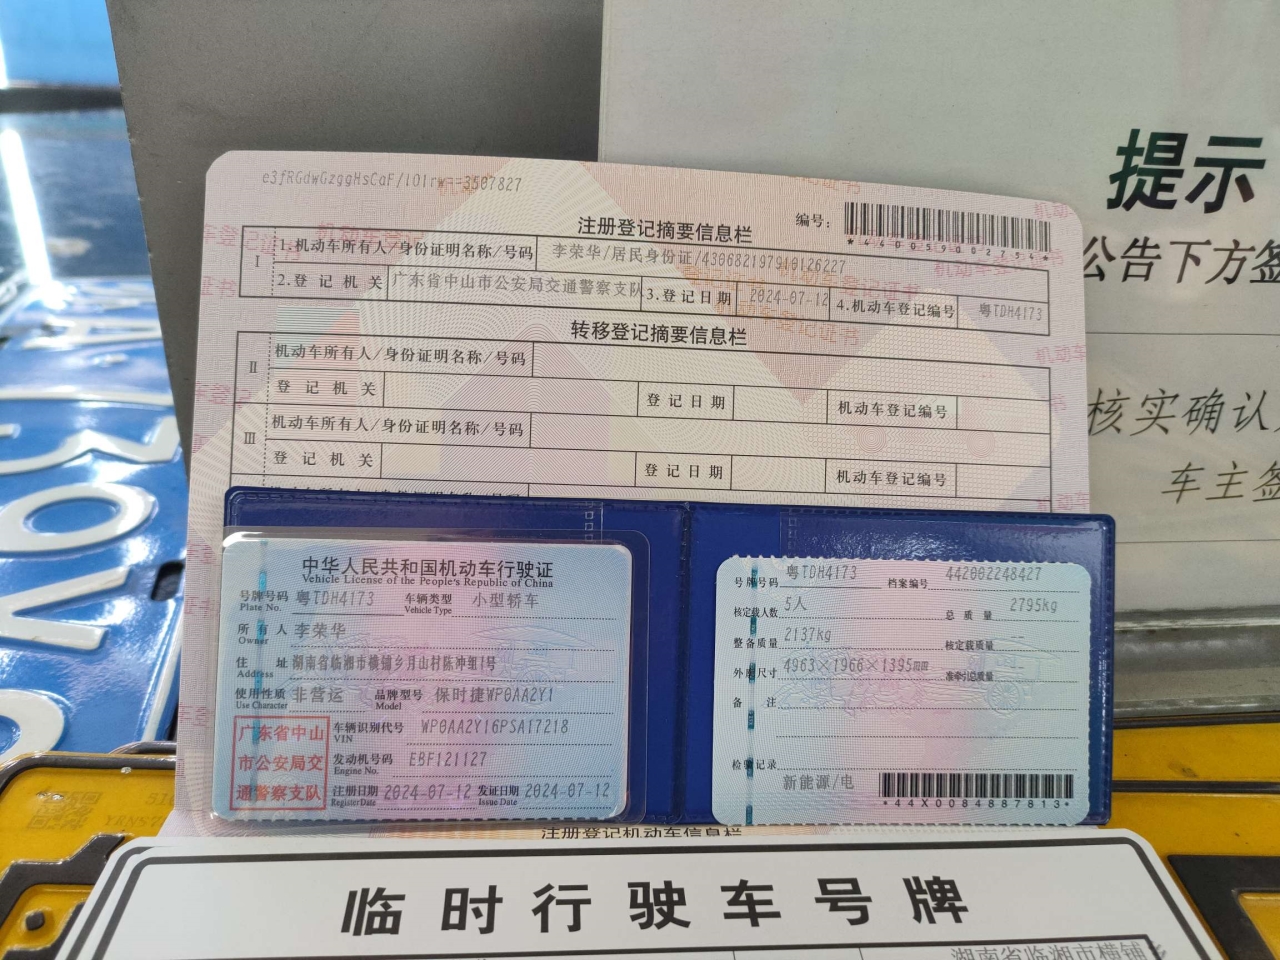 e3fRGdwGzggHsCaF/lOlrw==3507827
编号：
*440059002754*
注册登记摘要信息栏
I
1.机动车所有人/身份证明名称/号码 李荣华/居民身份证/430682197910126227
2.登记机关 广东省中山市公安局交通警察支队 3.登记日期 2024-07-12 4.机动车登记编号 粤TDH4173
转移登记摘要信息栏
II
机动车所有人/身份证明名称/号码
登记机关 登记日期 机动车登记编号
III
机动车所有人/身份证明名称/号码
登记机关 登记日期 机动车登记编号
中华人民共和国机动车行驶证
Vehicle License of the People's Republic of China
号牌号码 粤TDH4173 车辆类型 小型轿车
Plate No. Vehicle Type
所有人 李荣华
Owner
住址 湖南省临湘市横铺乡月山村陈冲组1号
Address
使用性质 非营运 品牌型号 保时捷WP0AA2Y1
Use Character Model
车辆识别代号 WP0AA2Y16PSA17218
VIN
发动机号码 EBF121127
Engine No.
注册日期 2024-07-12 发证日期 2024-07-12
Register Date Issue Date
广东省中山
市公安局交
通警察支队
号牌号码 粤TDH4173 档案编号 442002248427
核定载人数 5人 总质量 2795kg
整备质量 2137kg 核定载质量 --
外廓尺寸 4963×1966×1395mm 准牵引总质量 --
备注
检验记录
新能源/电
*44X0084887813*
注册登记机动车信息栏
临时行驶车号牌
湖南省临湘市横铺乡
提示
公告下方签
核实确认
车主签